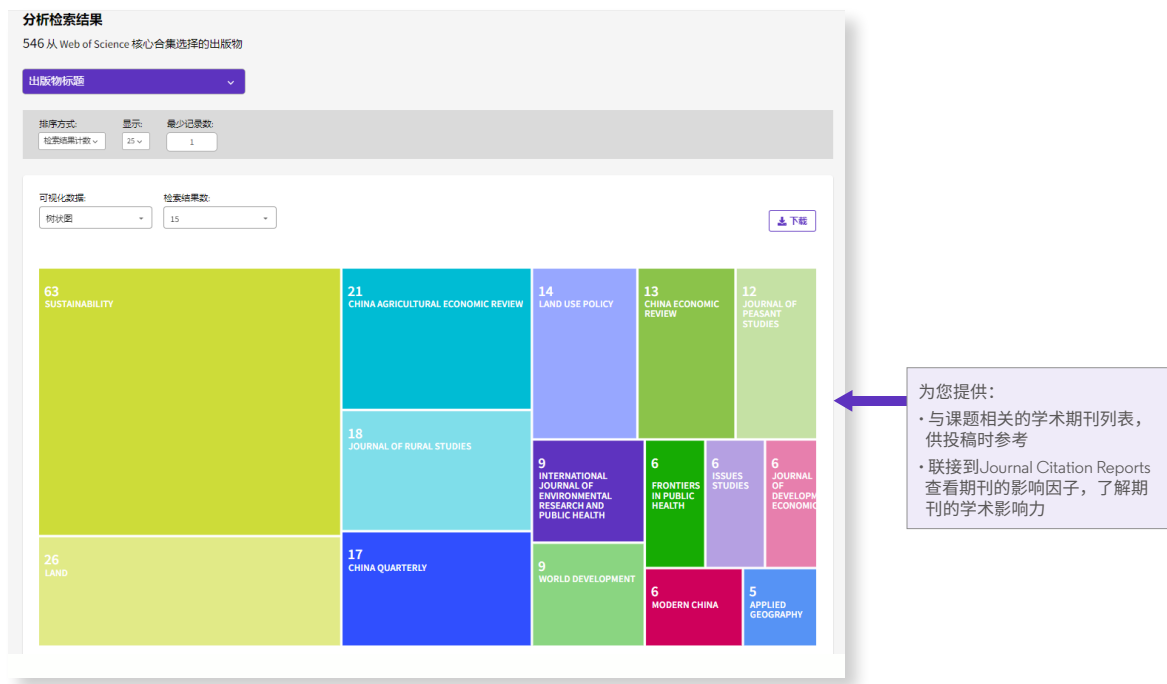 分析检索结果
546 从 Web of Science 核心合集选择的出版物
出版物标题
排序方式:
显示:
最少记录数:
检索结果计数
25
1
可视化数据:
检索结果数:
树状图
15
下载
63
SUSTAINABILITY
26
LAND
21
CHINA AGRICULTURAL ECONOMIC REVIEW
18
JOURNAL OF RURAL STUDIES
17
CHINA QUARTERLY
14
LAND USE POLICY
13
CHINA ECONOMIC
REVIEW
12
JOURNAL OF
PEASANT
STUDIES
9
INTERNATIONAL
JOURNAL OF
ENVIRONMENTAL
RESEARCH AND
PUBLIC HEALTH
9
WORLD DEVELOPMENT
6
FRONTIERS
IN PUBLIC
HEALTH
6
ISSUES
STUDIES
6
JOURNAL
OF
DEVELOPM
ECONOMIC
6
MODERN CHINA
5
APPLIED
GEOGRAPHY
为您提供：
· 与课题相关的学术期刊列表，
供投稿时参考
· 联接到Journal Citation Reports
查看期刊的影响因子，了解期
刊的学术影响力